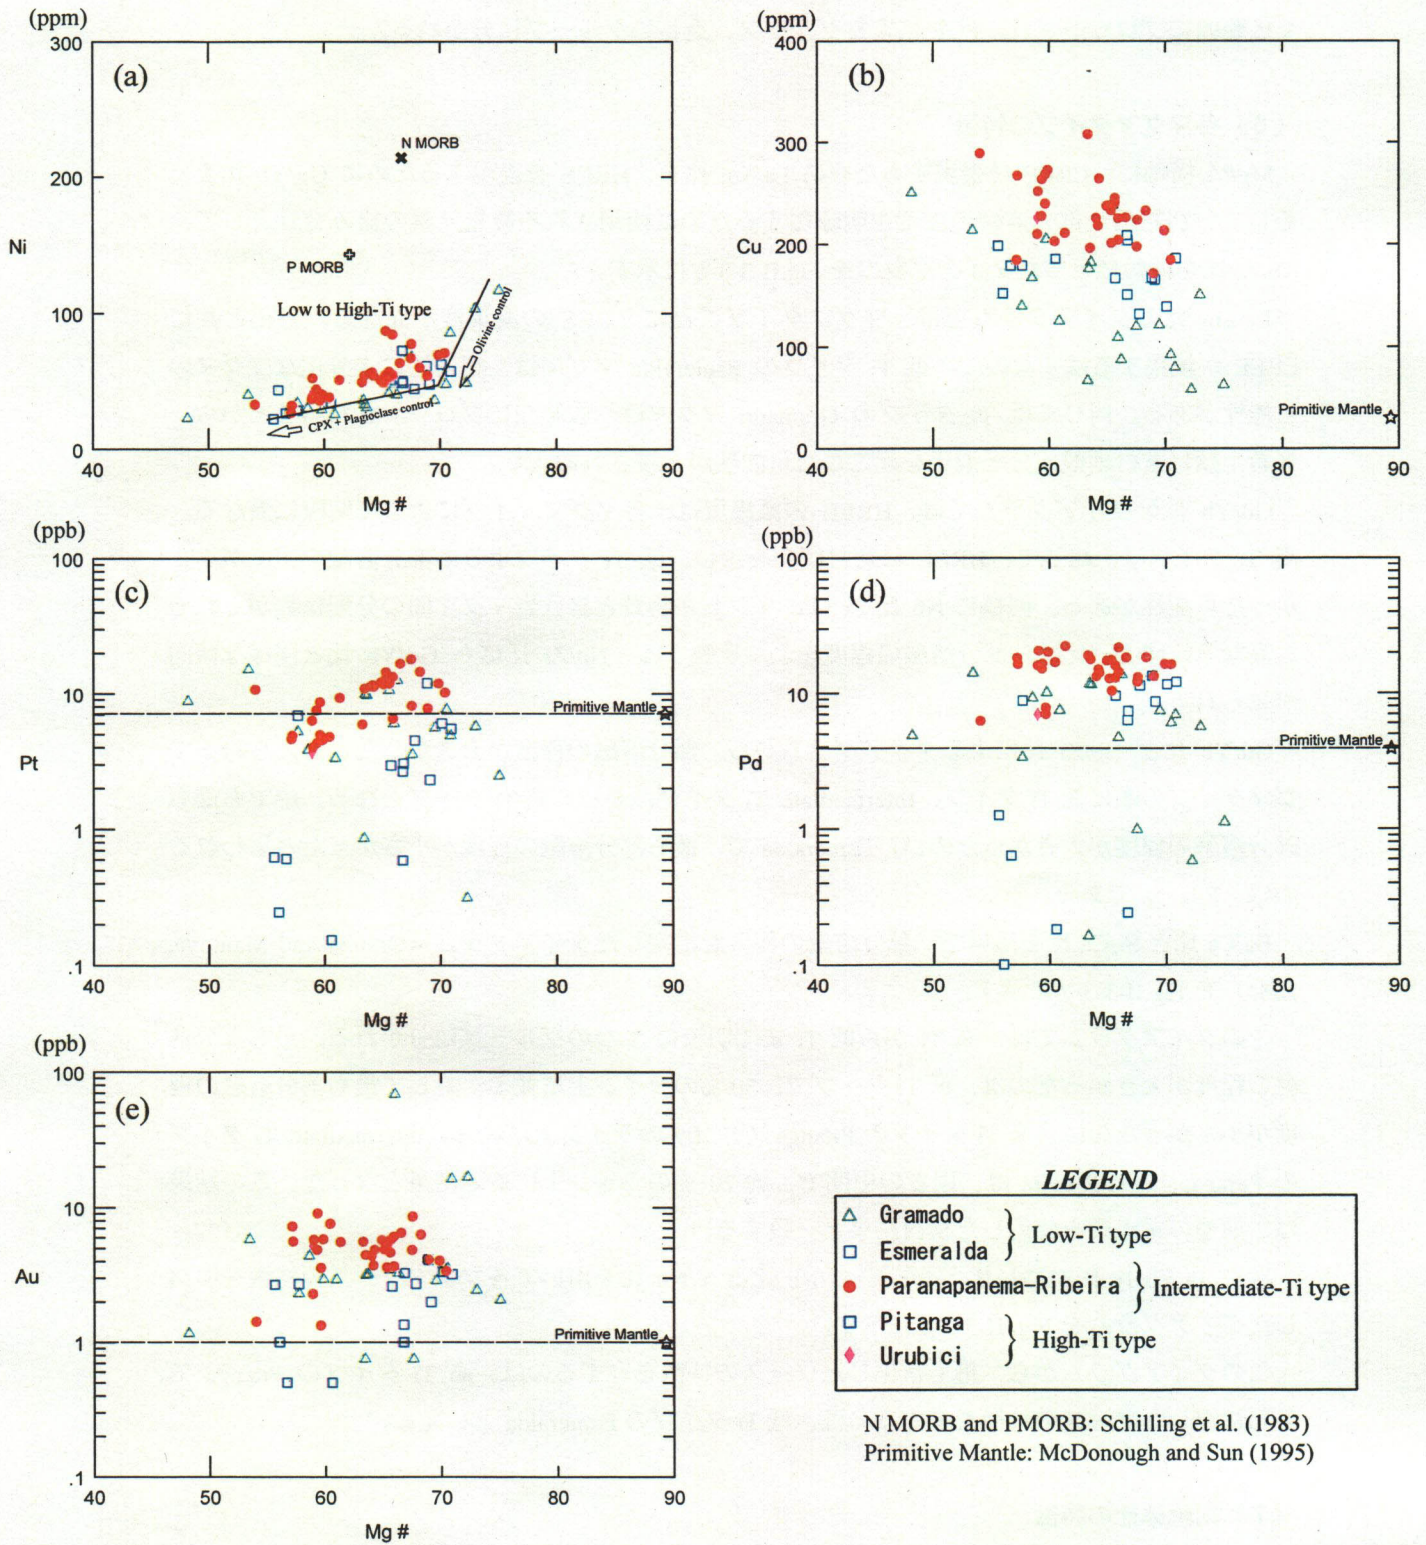 (ppm)
300
200
100
0
Ni
(a)
N MORB
P MORB
Low to High-Ti type
Olivine control
CPX + Plagioclase control
40 50 60 70 80 90
Mg #
(ppm)
400
300
200
100
0
Cu
(b)
Primitive Mantle
40 50 60 70 80 90
Mg #
(ppb)
100
10
1
.1
Pt
(c)
Primitive Mantle
40 50 60 70 80 90
Mg #
(ppb)
100
10
1
.1
Pd
(d)
Primitive Mantle
40 50 60 70 80 90
Mg #
(ppb)
100
10
1
.1
Au
(e)
Primitive Mantle
40 50 60 70 80 90
Mg #
LEGEND
Gramado
Esmeralda
Low-Ti type
Paranapanema-Ribeira
Intermediate-Ti type
Pitanga
Urubici
High-Ti type
N MORB and PMORB: Schilling et al. (1983)
Primitive Mantle: McDonough and Sun (1995)